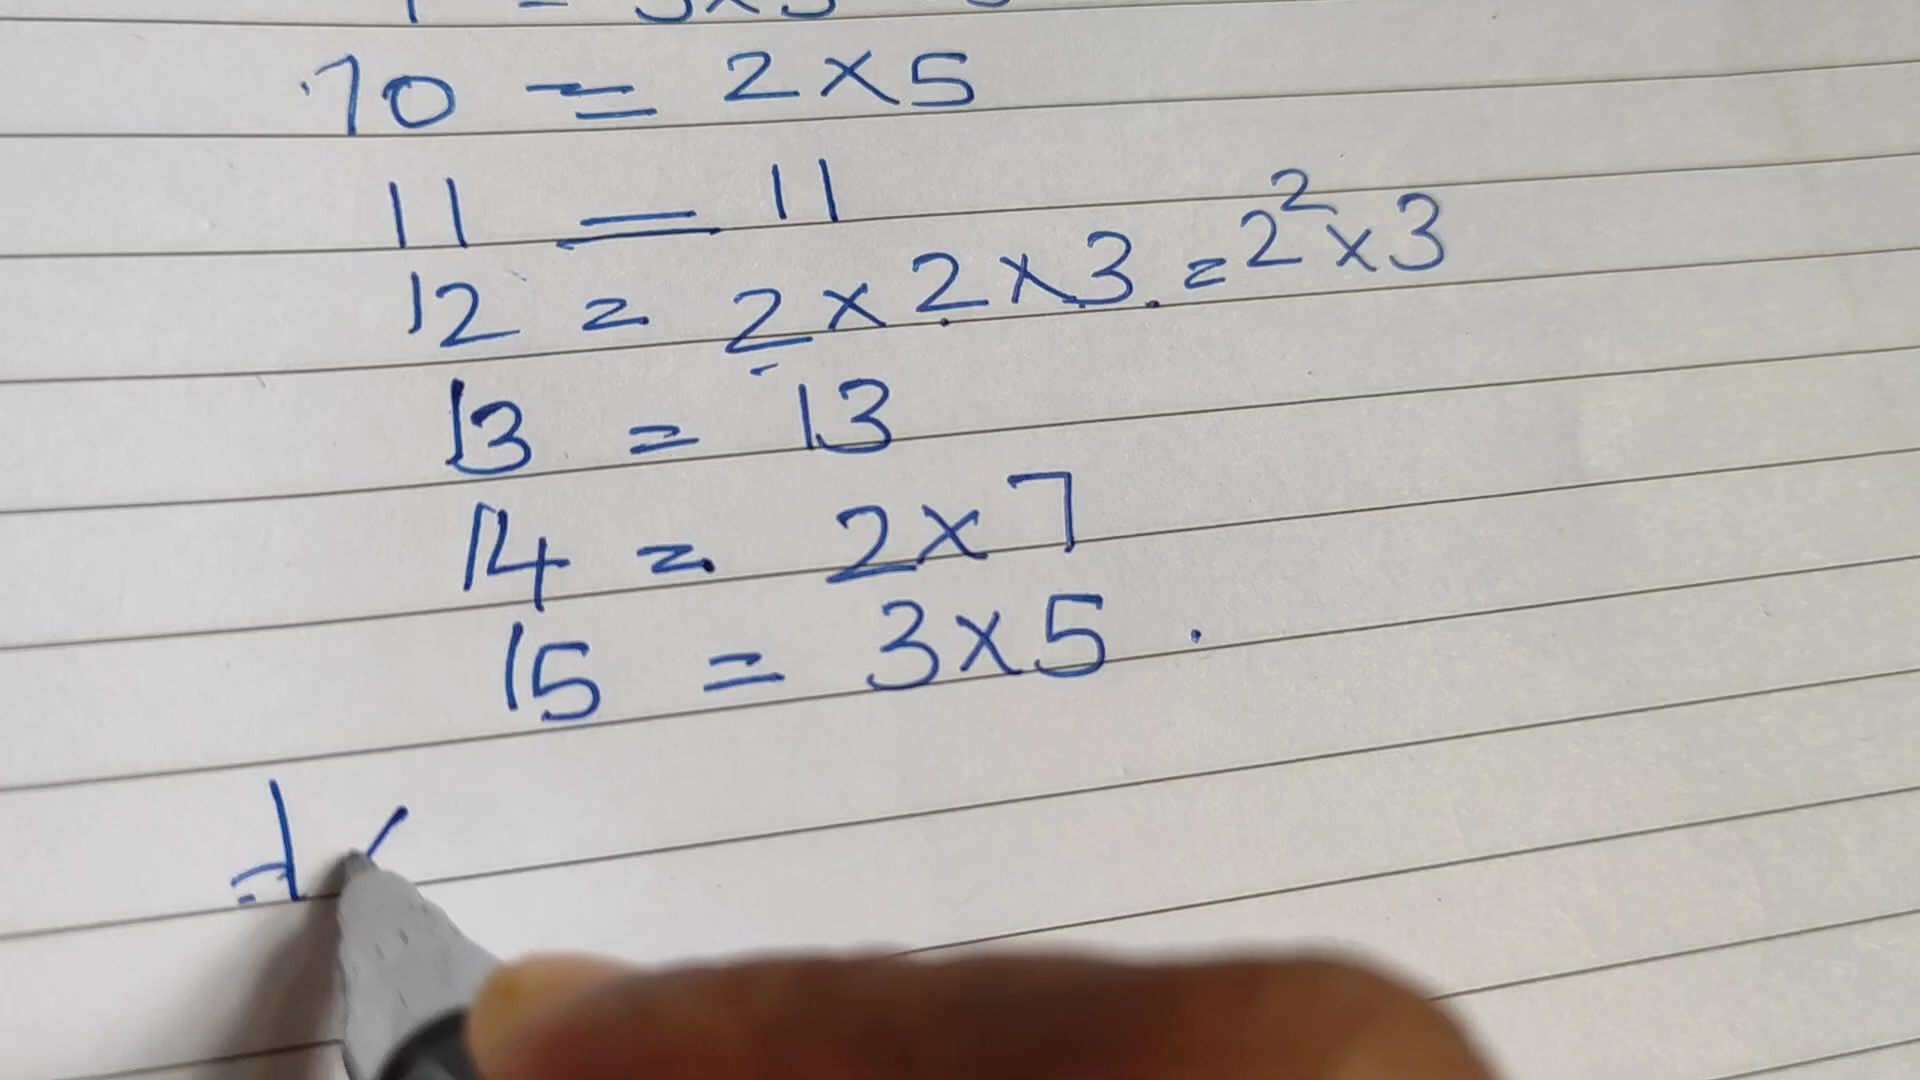 10 = 2 x 5
11 = 11
12 = 2 x 2 x 3 = 2² x 3
13 = 13
14 = 2 x 7
15 = 3 x 5